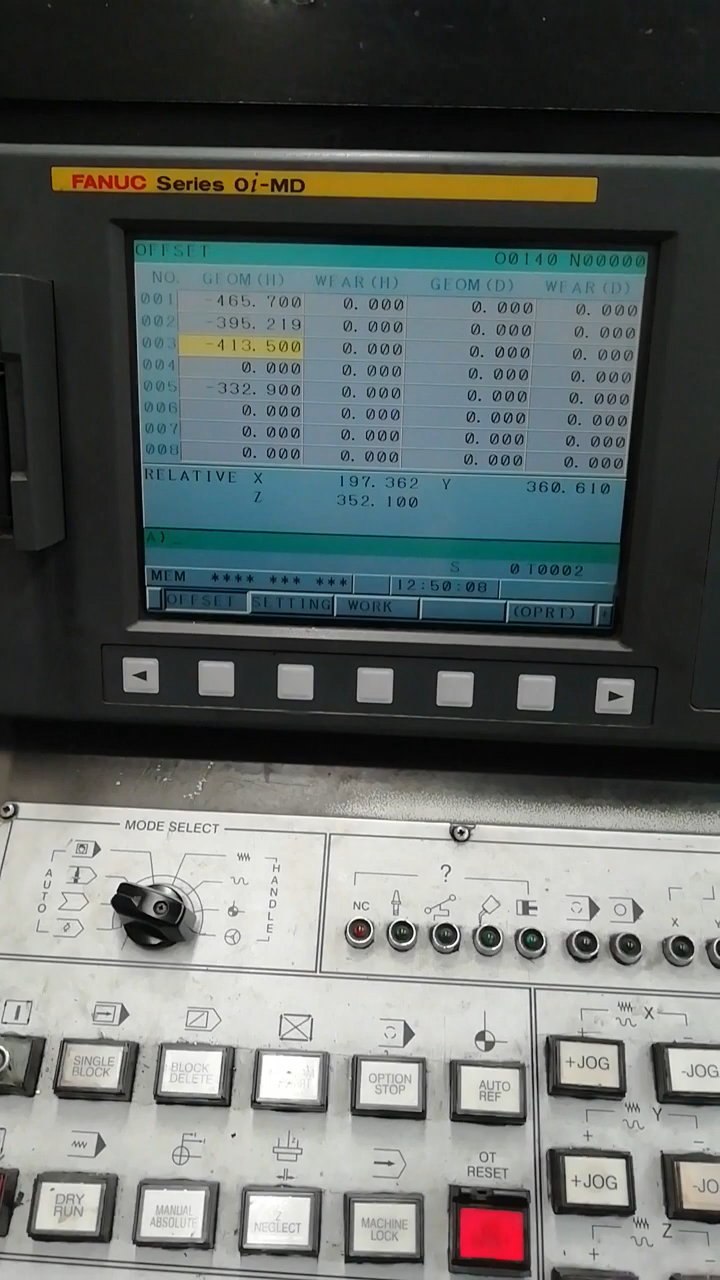 FANUC Series 0i-MD
OFFSET O0140 N00000
NO. GEOM(H) WEAR(H) GEOM(D) WEAR(D)
001 -465.700 0.000 0.000 0.000
002 -395.219 0.000 0.000 0.000
003 -413.500 0.000 0.000 0.000
004 0.000 0.000 0.000 0.000
005 -332.900 0.000 0.000 0.000
006 0.000 0.000 0.000 0.000
007 0.000 0.000 0.000 0.000
008 0.000 0.000 0.000 0.000
RELATIVE X 197.362 Y 360.610
Z 352.100
A)_
S 0 T0002
MEM **** *** *** 12:50:08
OFFSET SETTING WORK (OPRT) +
MODE SELECT
AUTO
HANDLE
?
NC
X Y
X
SINGLE BLOCK
BLOCK DELETE
OPTION STOP
AUTO REF
+JOG
-JOG
Y
+ -
OT RESET
DRY RUN
MANUAL ABSOLUTE
Z NEGLECT
MACHINE LOCK
+JOG
-JO
Z
+ -